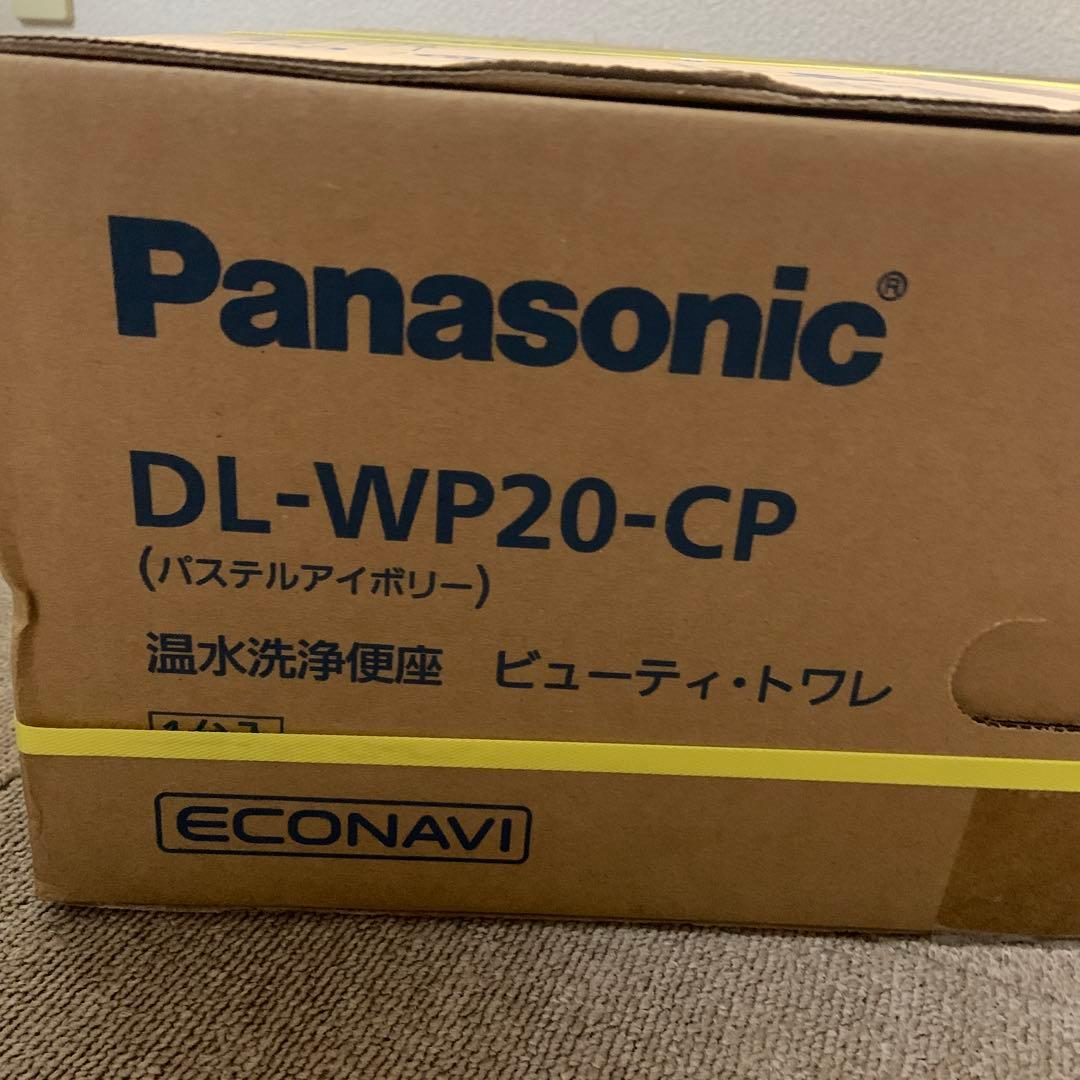 Panasonic®
DL-WP20-CP
(パステルアイボリー)
温水洗浄便座 ビューティ・トワレ
ECONAVI